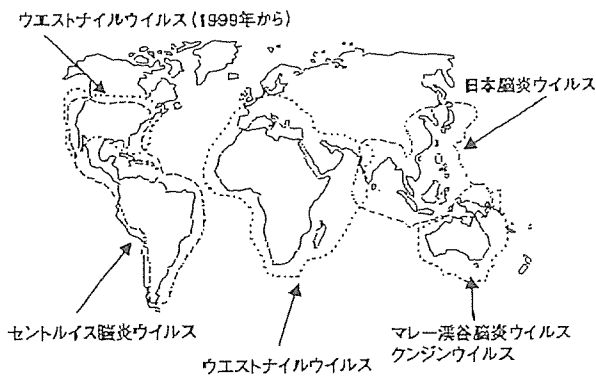 ウエストナイルウイルス(1999年から)
日本脳炎ウイルス
セントルイス脳炎ウイルス
ウエストナイルウイルス
マレー渓谷脳炎ウイルス
クンジンウイルス